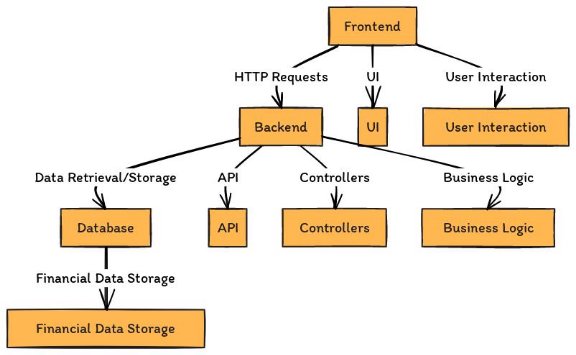 Frontend
HTTP Requests
UI
User Interaction
Backend
UI
User Interaction
Data Retrieval/Storage
API
Controllers
Business Logic
Database
API
Controllers
Business Logic
Financial Data Storage
Financial Data Storage